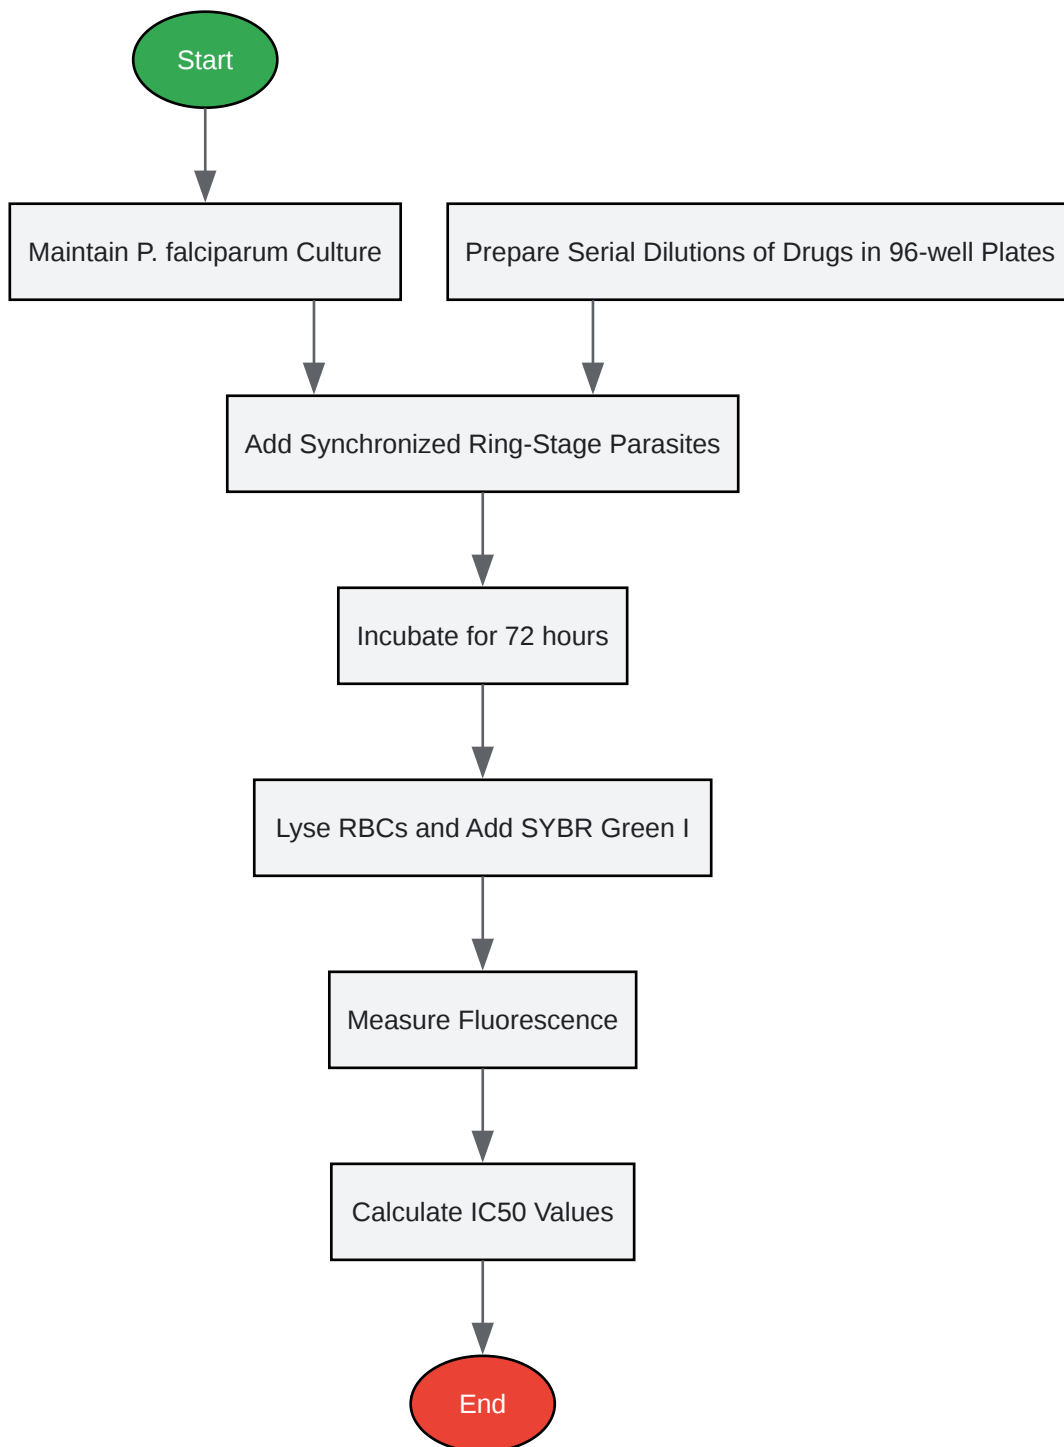 Start
Maintain P. falciparum Culture
Prepare Serial Dilutions of Drugs in 96-well Plates
Add Synchronized Ring-Stage Parasites
Incubate for 72 hours
Lyse RBCs and Add SYBR Green I
Measure Fluorescence
Calculate IC50 Values
End